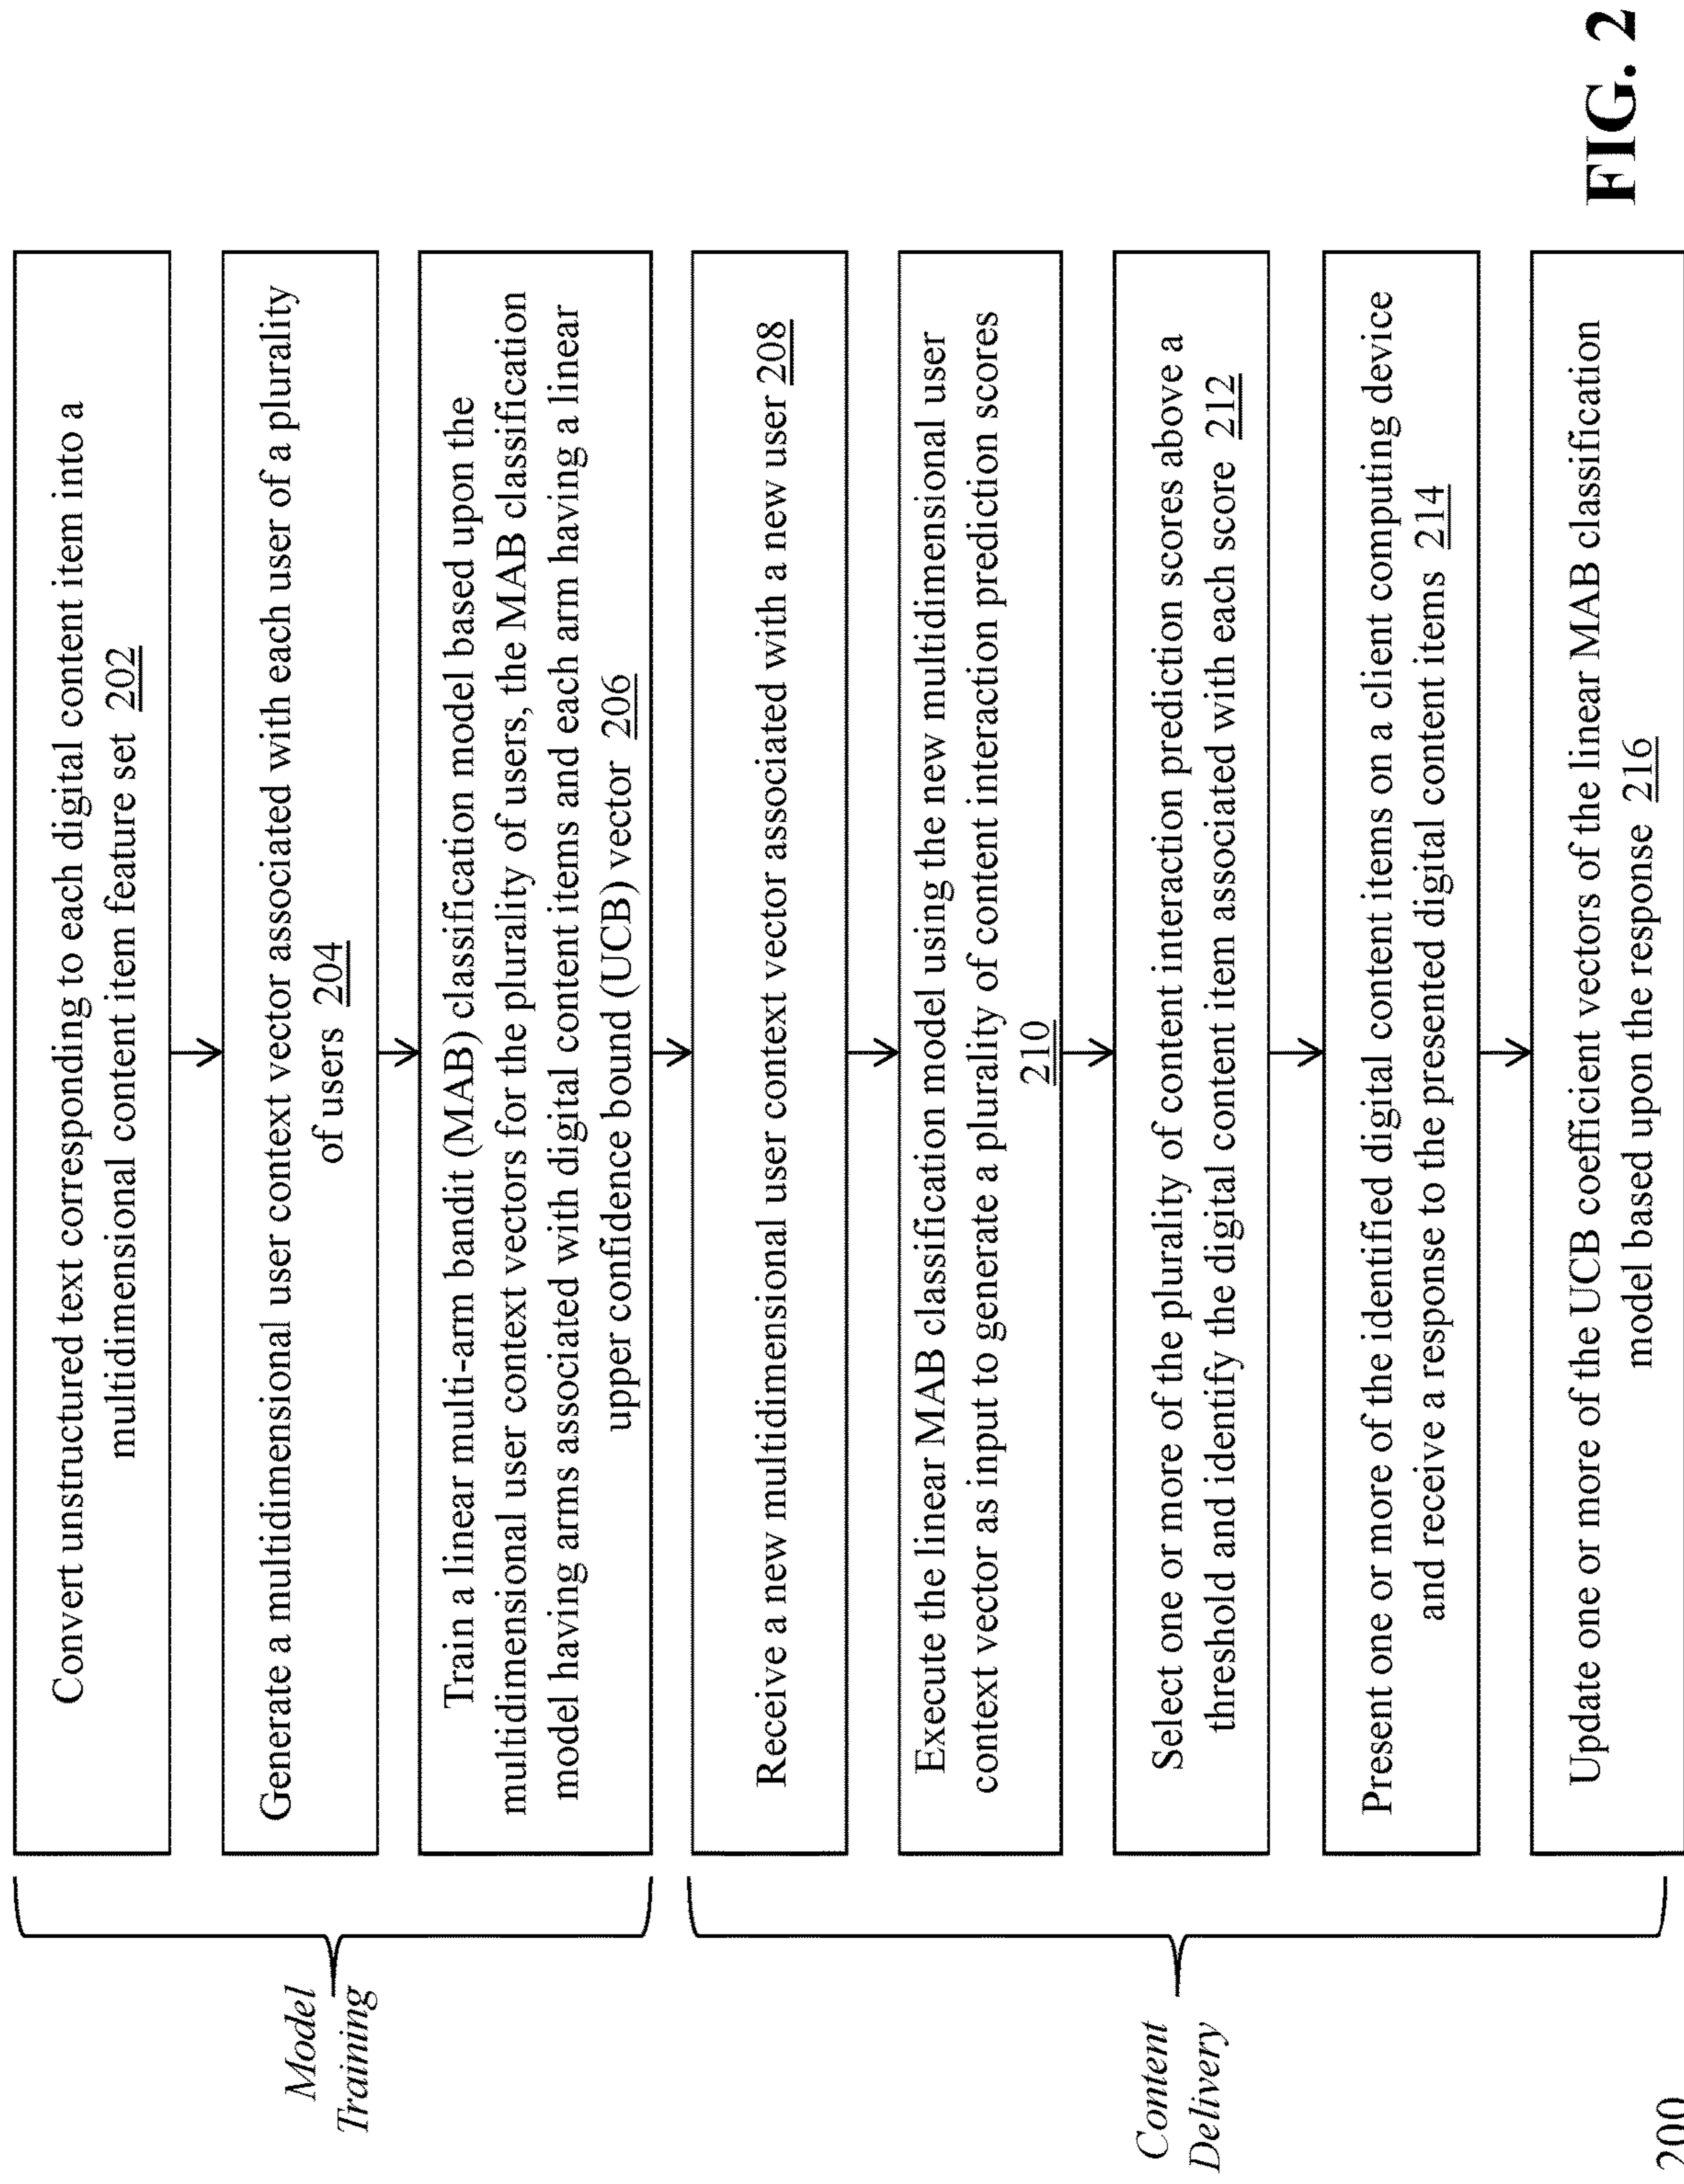 Convert unstructured text corresponding to each digital content item into a
multidimensional content item feature set 202
Generate a multidimensional user context vector associated with each user of a plurality
of users 204
Train a linear multi-arm bandit (MAB) classification model based upon the
multidimensional user context vectors for the plurality of users, the MAB classification
model having arms associated with digital content items and each arm having a linear
upper confidence bound (UCB) vector 206
Model
Training
Receive a new multidimensional user context vector associated with a new user 208
Execute the linear MAB classification model using the new multidimensional user
context vector as input to generate a plurality of content interaction prediction scores
210
Select one or more of the plurality of content interaction prediction scores above a
threshold and identify the digital content item associated with each score 212
Present one or more of the identified digital content items on a client computing device
and receive a response to the presented digital content items 214
Update one or more of the UCB coefficient vectors of the linear MAB classification
model based upon the response 216
Content
Delivery
200
FIG. 2